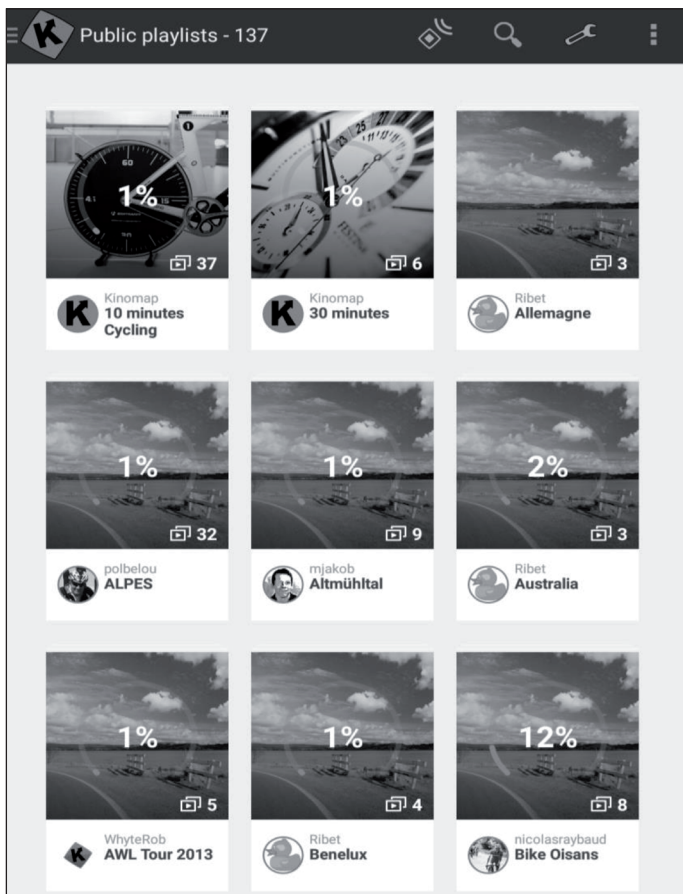 Public playlists - 137
1%
37
Kinomap
10 minutes
Cycling
1%
6
Kinomap
30 minutes
3
Ribet
Allemagne
1%
32
polbelou
ALPES
1%
9
mjakob
Altmühltal
2%
3
Ribet
Australia
1%
5
WhyteRob
AWL Tour 2013
1%
4
Ribet
Benelux
12%
8
nicolasraybaud
Bike Oisans